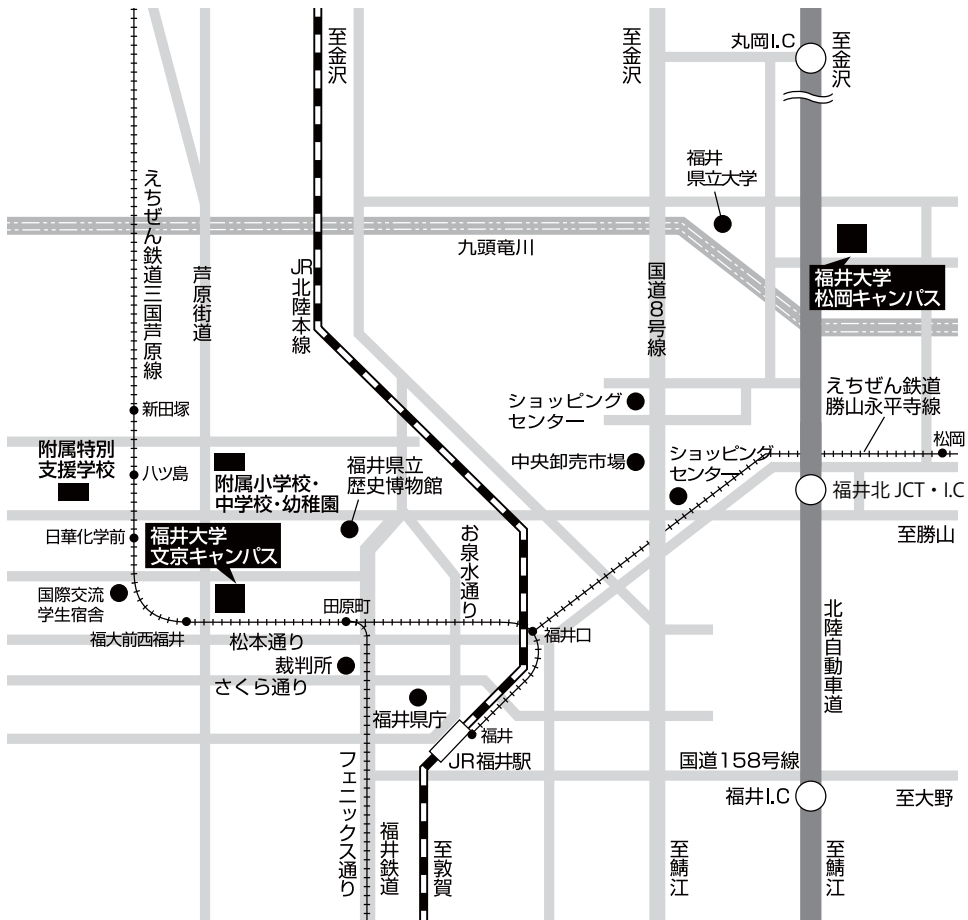 至金沢
至金沢
丸岡I.C
至金沢
福井
県立大学
えちぜん鉄道三国芦原線
芦原街道
JR北陸本線
九頭竜川
国道8号線
福井大学
松岡キャンパス
えちぜん鉄道
勝山永平寺線
松岡
新田塚
ショッピング
センター
附属特別
支援学校
八ツ島
附属小学校・
中学校・幼稚園
福井県立
歴史博物館
中央卸売市場
ショッピング
センター
福井北JCT・I.C
日華化学前
福井大学
文京キャンパス
お泉水通り
至勝山
国際交流
学生宿舎
田原町
福井口
福大前西福井
松本通り
裁判所
さくら通り
北陸自動車道
福井県庁
福井
JR福井駅
国道158号線
フェニックス通り
福井鉄道
至敦賀
福井I.C
至大野
至鯖江
至鯖江